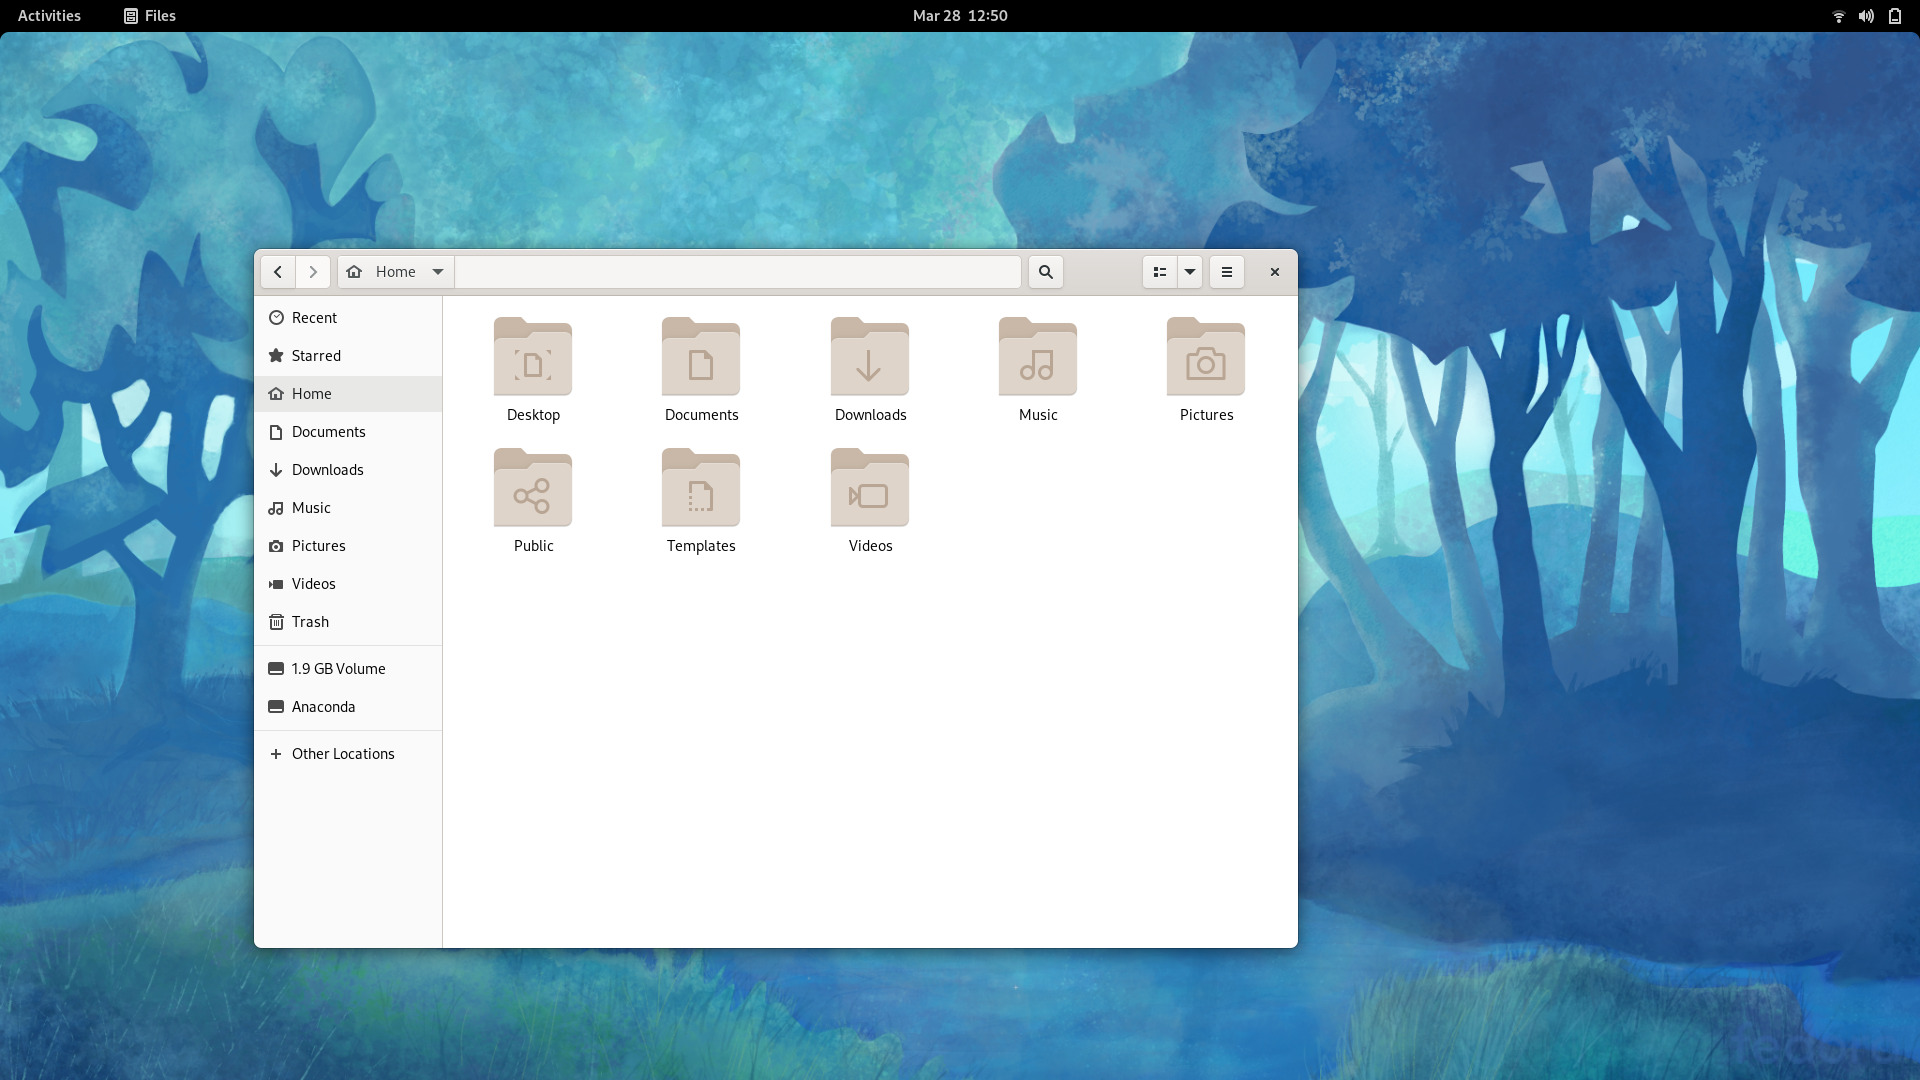 Activities Files Mar 28 12:50
Home
Recent
Starred
Home
Documents
Downloads
Music
Pictures
Videos
Trash
1.9 GB Volume
Anaconda
Other Locations
Desktop Documents Downloads Music Pictures
Public Templates Videos
fedora